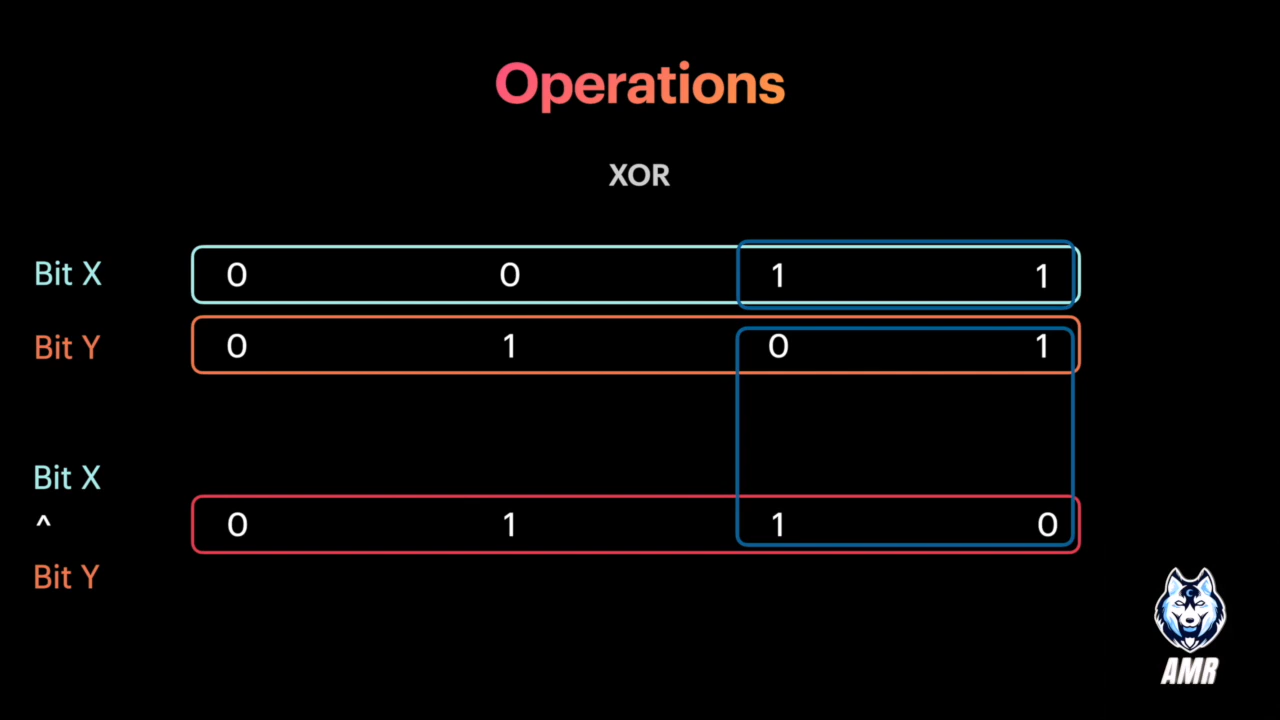 Operations
XOR
Bit X 0 0 1 1
Bit Y 0 1 0 1
Bit X
^ 0 1 1 0
Bit Y
AMR